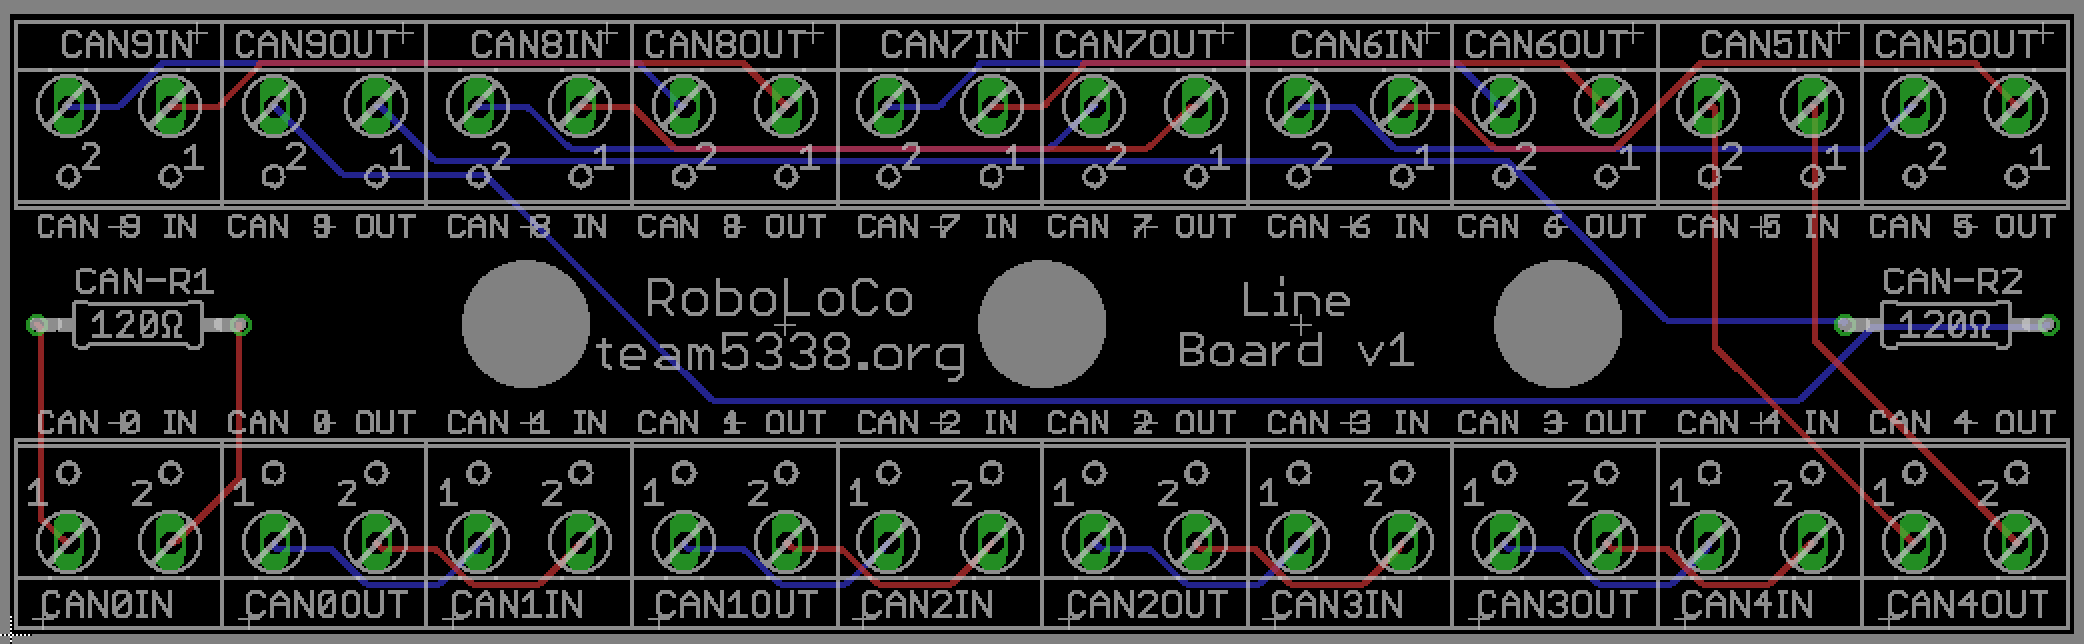 CAN9IN CAN9OUT CAN8IN CAN8OUT CAN7IN CAN7OUT CAN6IN CAN6OUT CAN5IN CAN5OUT
2 1 2 1 2 1 2 1 2 1 2 1 2 1 2 1 2 1 2 1
CAN 9 IN CAN 9 OUT CAN 8 IN CAN 8 OUT CAN 7 IN CAN 7 OUT CAN 6 IN CAN 6 OUT CAN 5 IN CAN 5 OUT
CAN-R1 CAN-R2
120Ω 120Ω
RoboLoCo Line
team5338.org Board v1
CAN 0 IN CAN 0 OUT CAN 1 IN CAN 1 OUT CAN 2 IN CAN 2 OUT CAN 3 IN CAN 3 OUT CAN 4 IN CAN 4 OUT
1 2 1 2 1 2 1 2 1 2 1 2 1 2 1 2 1 2 1 2
CAN0IN CAN0OUT CAN1IN CAN1OUT CAN2IN CAN2OUT CAN3IN CAN3OUT CAN4IN CAN4OUT